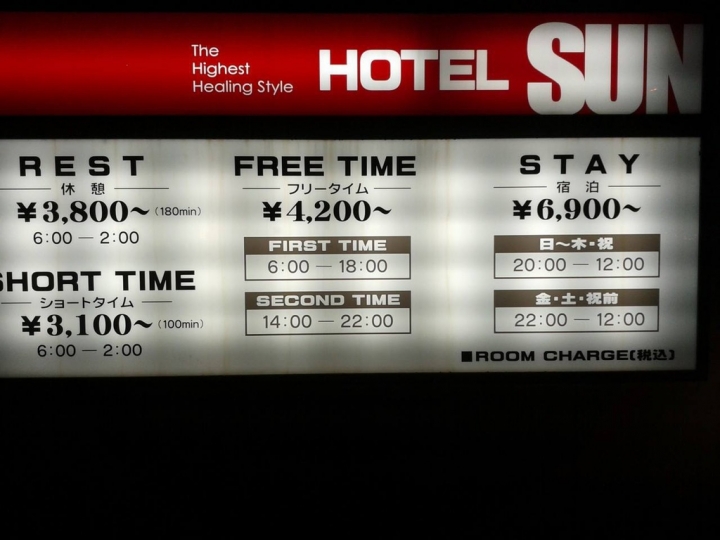 The
Highest
Healing Style
HOTEL SUN
REST
休憩
¥3,800～(180min)
6:00 — 2:00
SHORT TIME
ショートタイム
¥3,100～(100min)
6:00 — 2:00
FREE TIME
フリータイム
¥4,200～
FIRST TIME
6:00 — 18:00
SECOND TIME
14:00 — 22:00
STAY
宿泊
¥6,900～
日～木・祝
20:00 — 12:00
金・土・祝前
22:00 — 12:00
■ROOM CHARGE(税込)